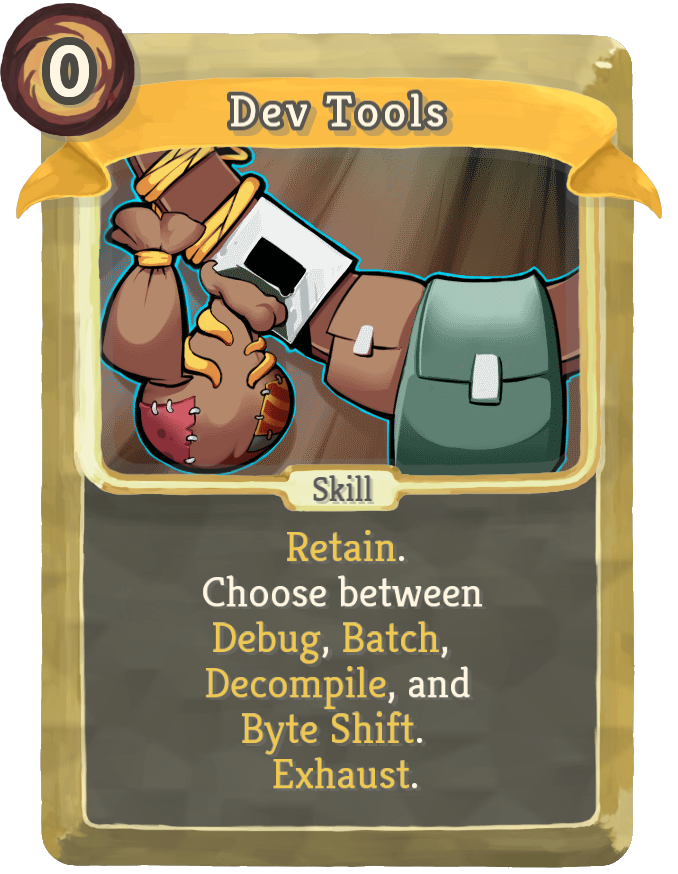 0
Dev Tools
Skill
Retain.
Choose between
Debug, Batch,
Decompile, and
Byte Shift.
Exhaust.